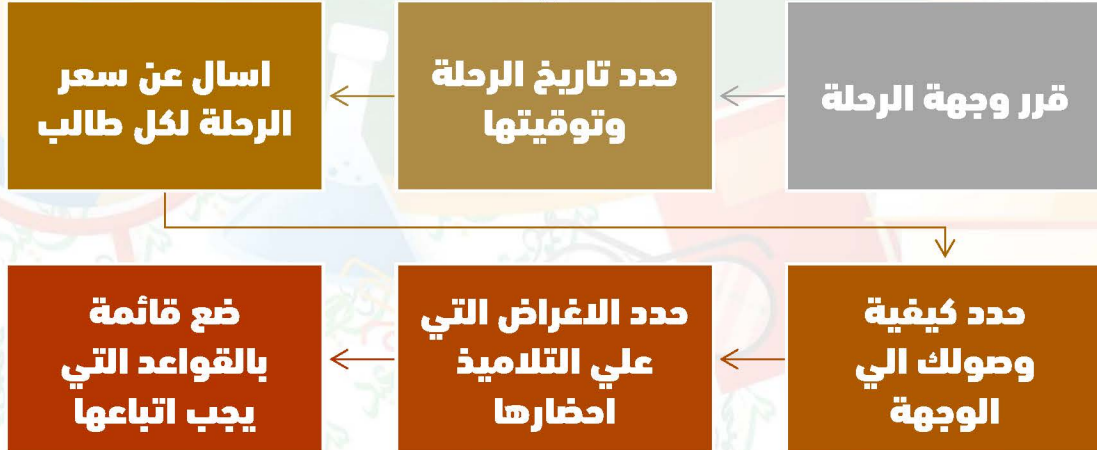 قرر وجهة الرحلة
حدد تاريخ الرحلة
وتوقيتها
اسال عن سعر
الرحلة لكل طالب
حدد كيفية
وصولك الي
الوجهة
حدد الاغراض التي
علي التلاميذ
احضارها
ضع قائمة
بالقواعد التي
يجب اتباعها